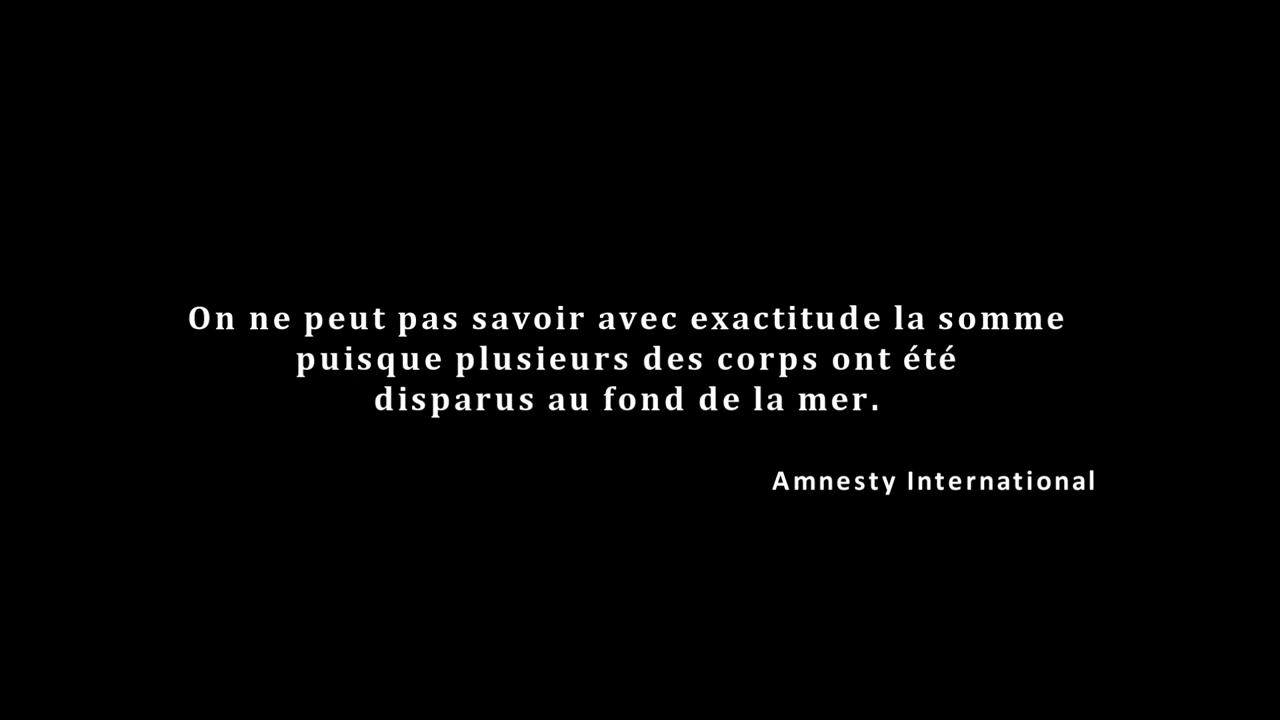 On ne peut pas savoir avec exactitude la somme
puisque plusieurs des corps ont été
disparus au fond de la mer.
Amnesty International